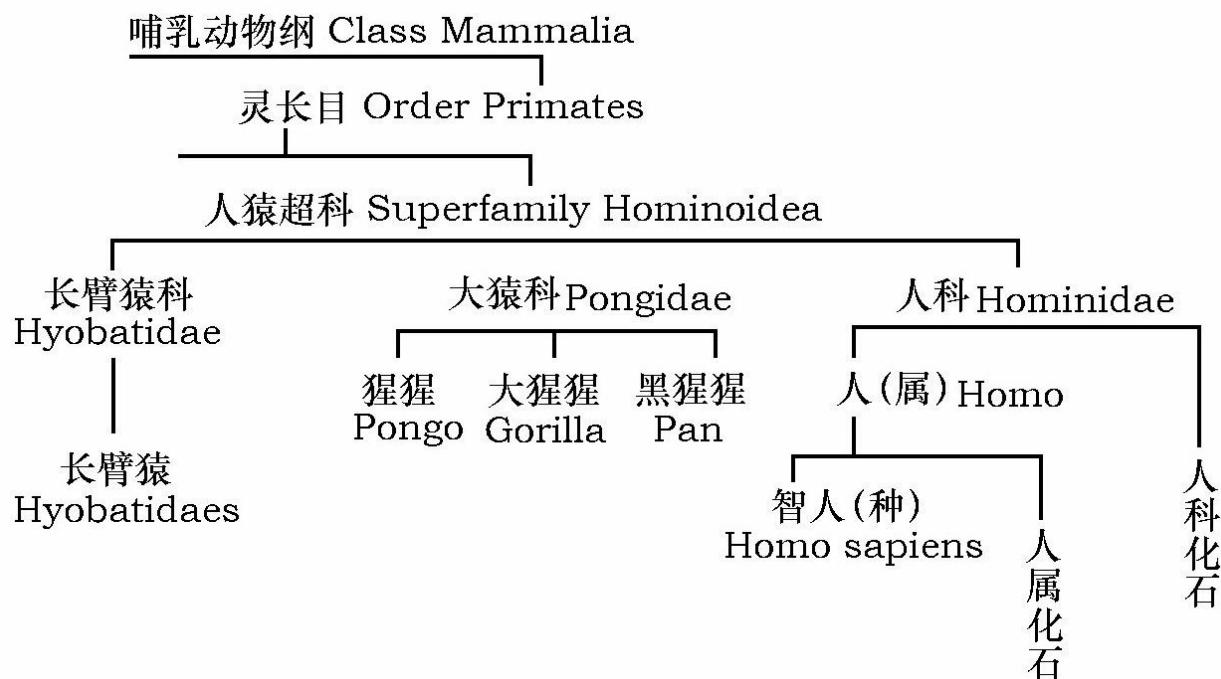 哺乳动物纲 Class Mammalia
灵长目 Order Primates
人猿超科 Superfamily Hominoidea
长臂猿科
Hyobatidae
大猿科 Pongidae
人科 Hominidae
猩猩
Pongo
大猩猩
Gorilla
黑猩猩
Pan
人(属) Homo
长臂猿
Hyobatidaes
智人(种)
Homo sapiens
人属化石
人科化石